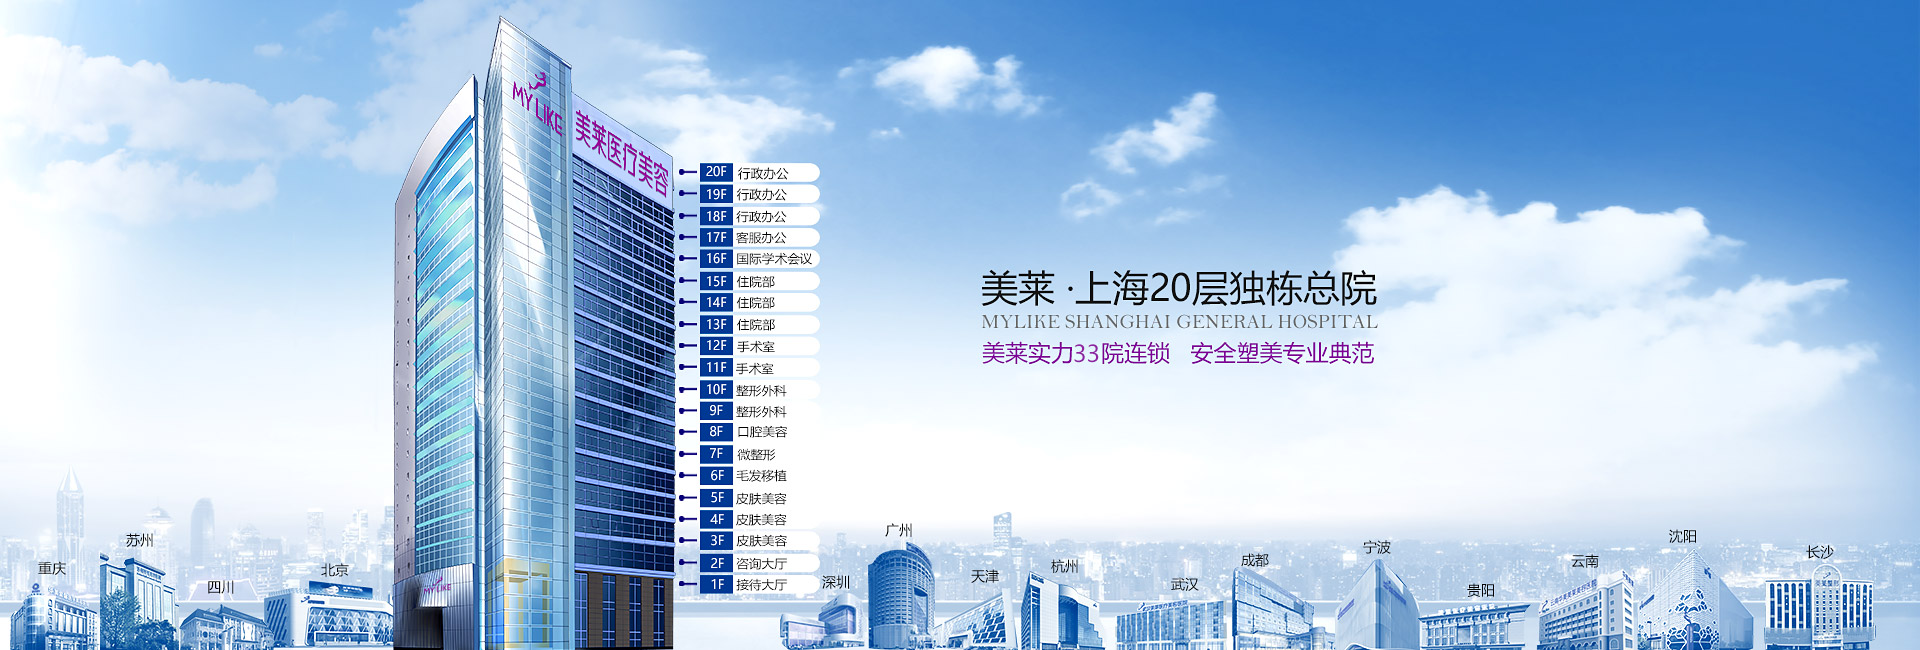 MY LIKE
美莱医疗美容
20F 行政办公
19F 行政办公
18F 行政办公
17F 客服办公
16F 国际学术会议
15F 住院部
14F 住院部
13F 住院部
12F 手术室
11F 手术室
10F 整形外科
9F 整形外科
8F 口腔美容
7F 微整形
6F 毛发移植
5F 皮肤美容
4F 皮肤美容
3F 皮肤美容
2F 咨询大厅
1F 接待大厅
MY LIKE
美莱·上海20层独栋总院
MYLIKE SHANGHAI GENERAL HOSPITAL
美莱实力33院连锁 安全塑美专业典范
重庆
苏州
四川
北京
深圳
广州
天津
杭州
武汉
成都
宁波
贵阳
云南
沈阳
长沙